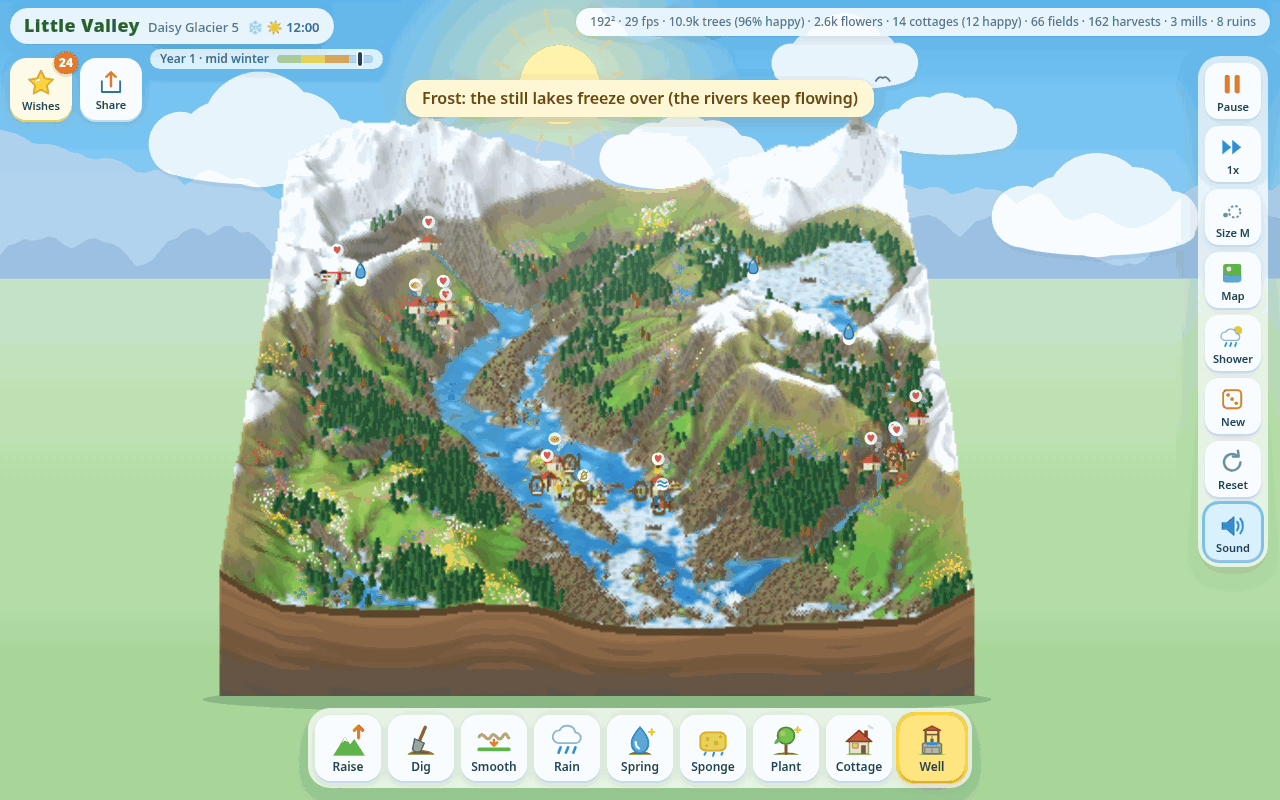 Little Valley Daisy Glacier 5 12:00
192² · 29 fps · 10.9k trees (96% happy) · 2.6k flowers · 14 cottages (12 happy) · 66 fields · 162 harvests · 3 mills · 8 ruins
Year 1 · mid winter
24
Wishes
Share
Frost: the still lakes freeze over (the rivers keep flowing)
Pause
1x
Size M
Map
Shower
New
Reset
Sound
Raise
Dig
Smooth
Rain
Spring
Sponge
Plant
Cottage
Well